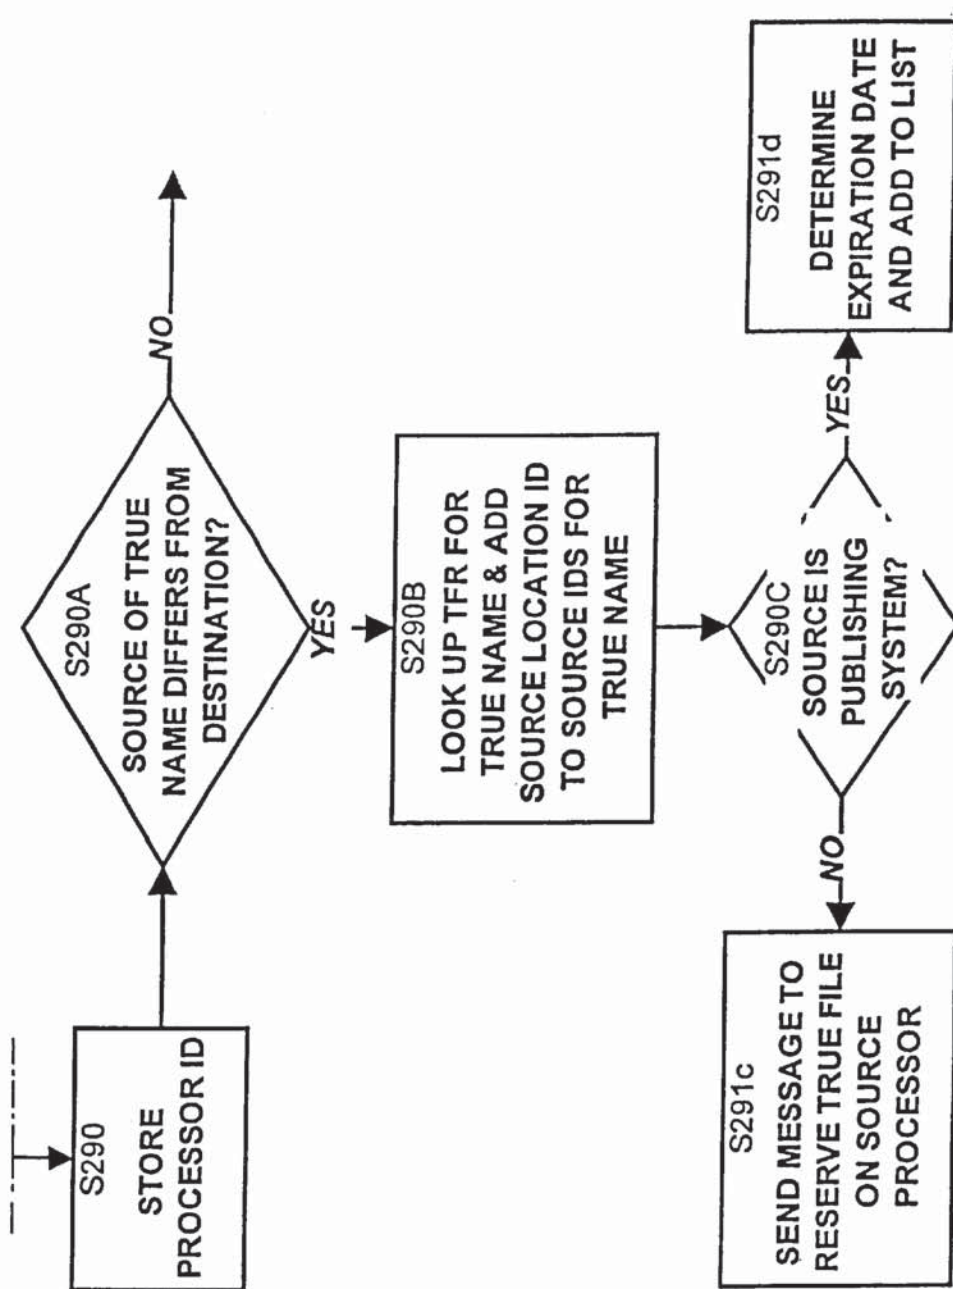 S290
STORE
PROCESSOR ID
S290A
SOURCE OF TRUE
NAME DIFFERS FROM
DESTINATION?
NO
YES
S290B
LOOK UP TFR FOR
TRUE NAME & ADD
SOURCE LOCATION ID
TO SOURCE IDS FOR
TRUE NAME
S290C
SOURCE IS
PUBLISHING
SYSTEM?
NO
YES
S291c
SEND MESSAGE TO
RESERVE TRUE FILE
ON SOURCE
PROCESSOR
S291d
DETERMINE
EXPIRATION DATE
AND ADD TO LIST